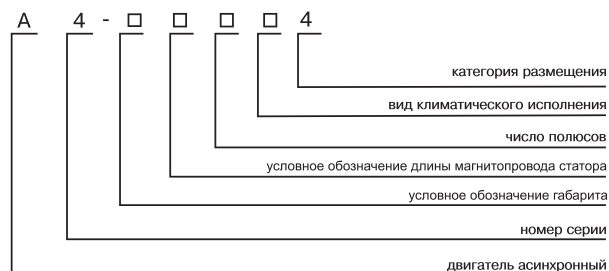 А 4 - □ □ □ □ 4
категория размещения
вид климатического исполнения
число полюсов
условное обозначение длины магнитопровода статора
условное обозначение габарита
номер серии
двигатель асинхронный